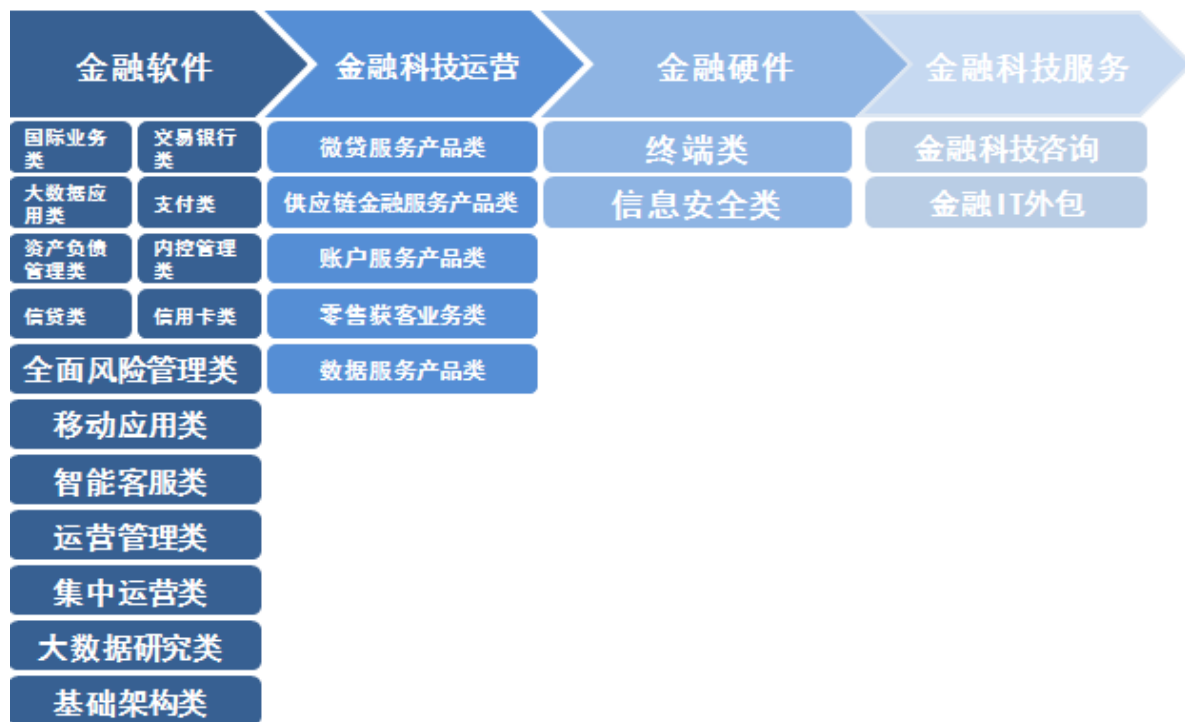 金融软件
金融科技运营
金融硬件
金融科技服务
国际业务
类
交易银行
类
大数据应
用类
支付类
资产负债
管理类
内控管理
类
信贷类
信用卡类
全面风险管理类
移动应用类
智能客服类
运营管理类
集中运营类
大数据研究类
基础架构类
微贷服务产品类
供应链金融服务产品类
账户服务产品类
零售获客业务类
数据服务产品类
终端类
信息安全类
金融科技咨询
金融IT外包